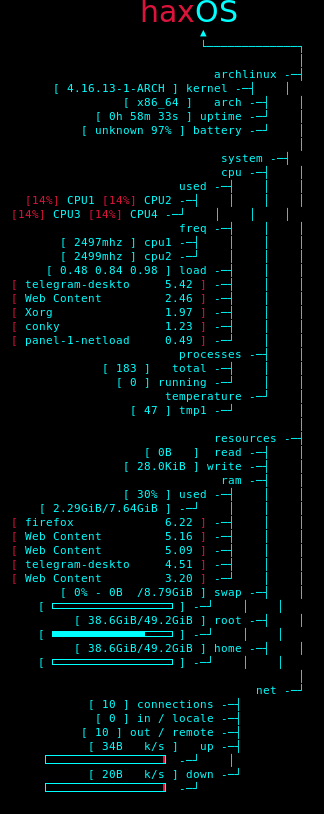 haxOS
archlinux
[ 4.16.13-1-ARCH ] kernel
[ x86_64 ] arch
[ 0h 58m 33s ] uptime
[ unknown 97% ] battery
system
cpu
used
[14%] CPU1 [14%] CPU2
[14%] CPU3 [14%] CPU4
freq
[ 2497mhz ] cpu1
[ 2499mhz ] cpu2
[ 0.48 0.84 0.98 ] load
[ telegram-deskto 5.42 ]
[ Web Content 2.46 ]
[ Xorg 1.97 ]
[ conky 1.23 ]
[ panel-1-netload 0.49 ]
processes
[ 183 ] total
[ 0 ] running
temperature
[ 47 ] tmp1
resources
[ 0B ] read
[ 28.0KiB ] write
ram
[ 30% ] used
[ 2.29GiB/7.64GiB ]
[ firefox 6.22 ]
[ Web Content 5.16 ]
[ Web Content 5.09 ]
[ telegram-deskto 4.51 ]
[ Web Content 3.20 ]
[ 0% - 0B /8.79GiB ] swap
[ ]
[ 38.6GiB/49.2GiB ] root
[ ]
[ 38.6GiB/49.2GiB ] home
[ ]
net
[ 10 ] connections
[ 0 ] in / locale
[ 10 ] out / remote
[ 34B k/s ] up
[ 20B k/s ] down